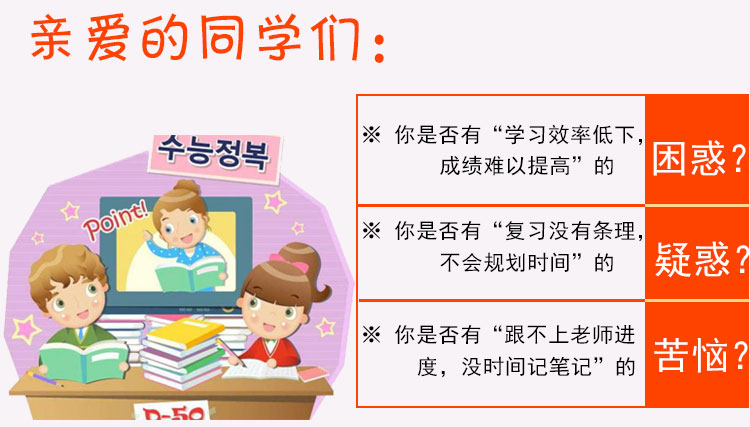 亲爱的同学们：
수능정복
Point!
D-50
※ 你是否有“学习效率低下，
成绩难以提高”的
困惑？
※ 你是否有“复习没有条理，
不会规划时间”的
疑惑？
※ 你是否有“跟不上老师进
度，没时间记笔记”的
苦恼？